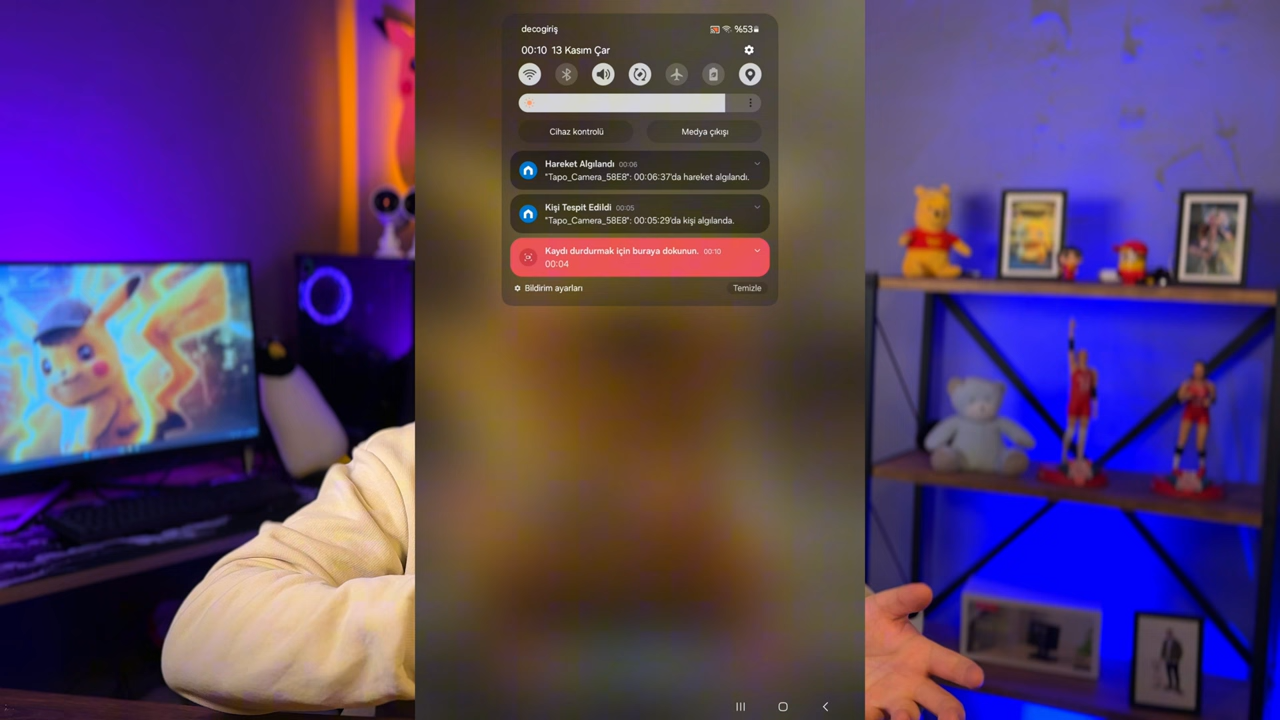 decogiriş
%53
00:10 13 Kasım Çar
Cihaz kontrolü
Medya çıkışı
Hareket Algılandı 00:06
"Tapo_Camera_58E8": 00:06:37'da hareket algılandı.
Kişi Tespit Edildi 00:05
"Tapo_Camera_58E8": 00:05:29'da kişi algılanda.
Kaydı durdurmak için buraya dokunun. 00:10
00:04
Bildirim ayarları
Temizle